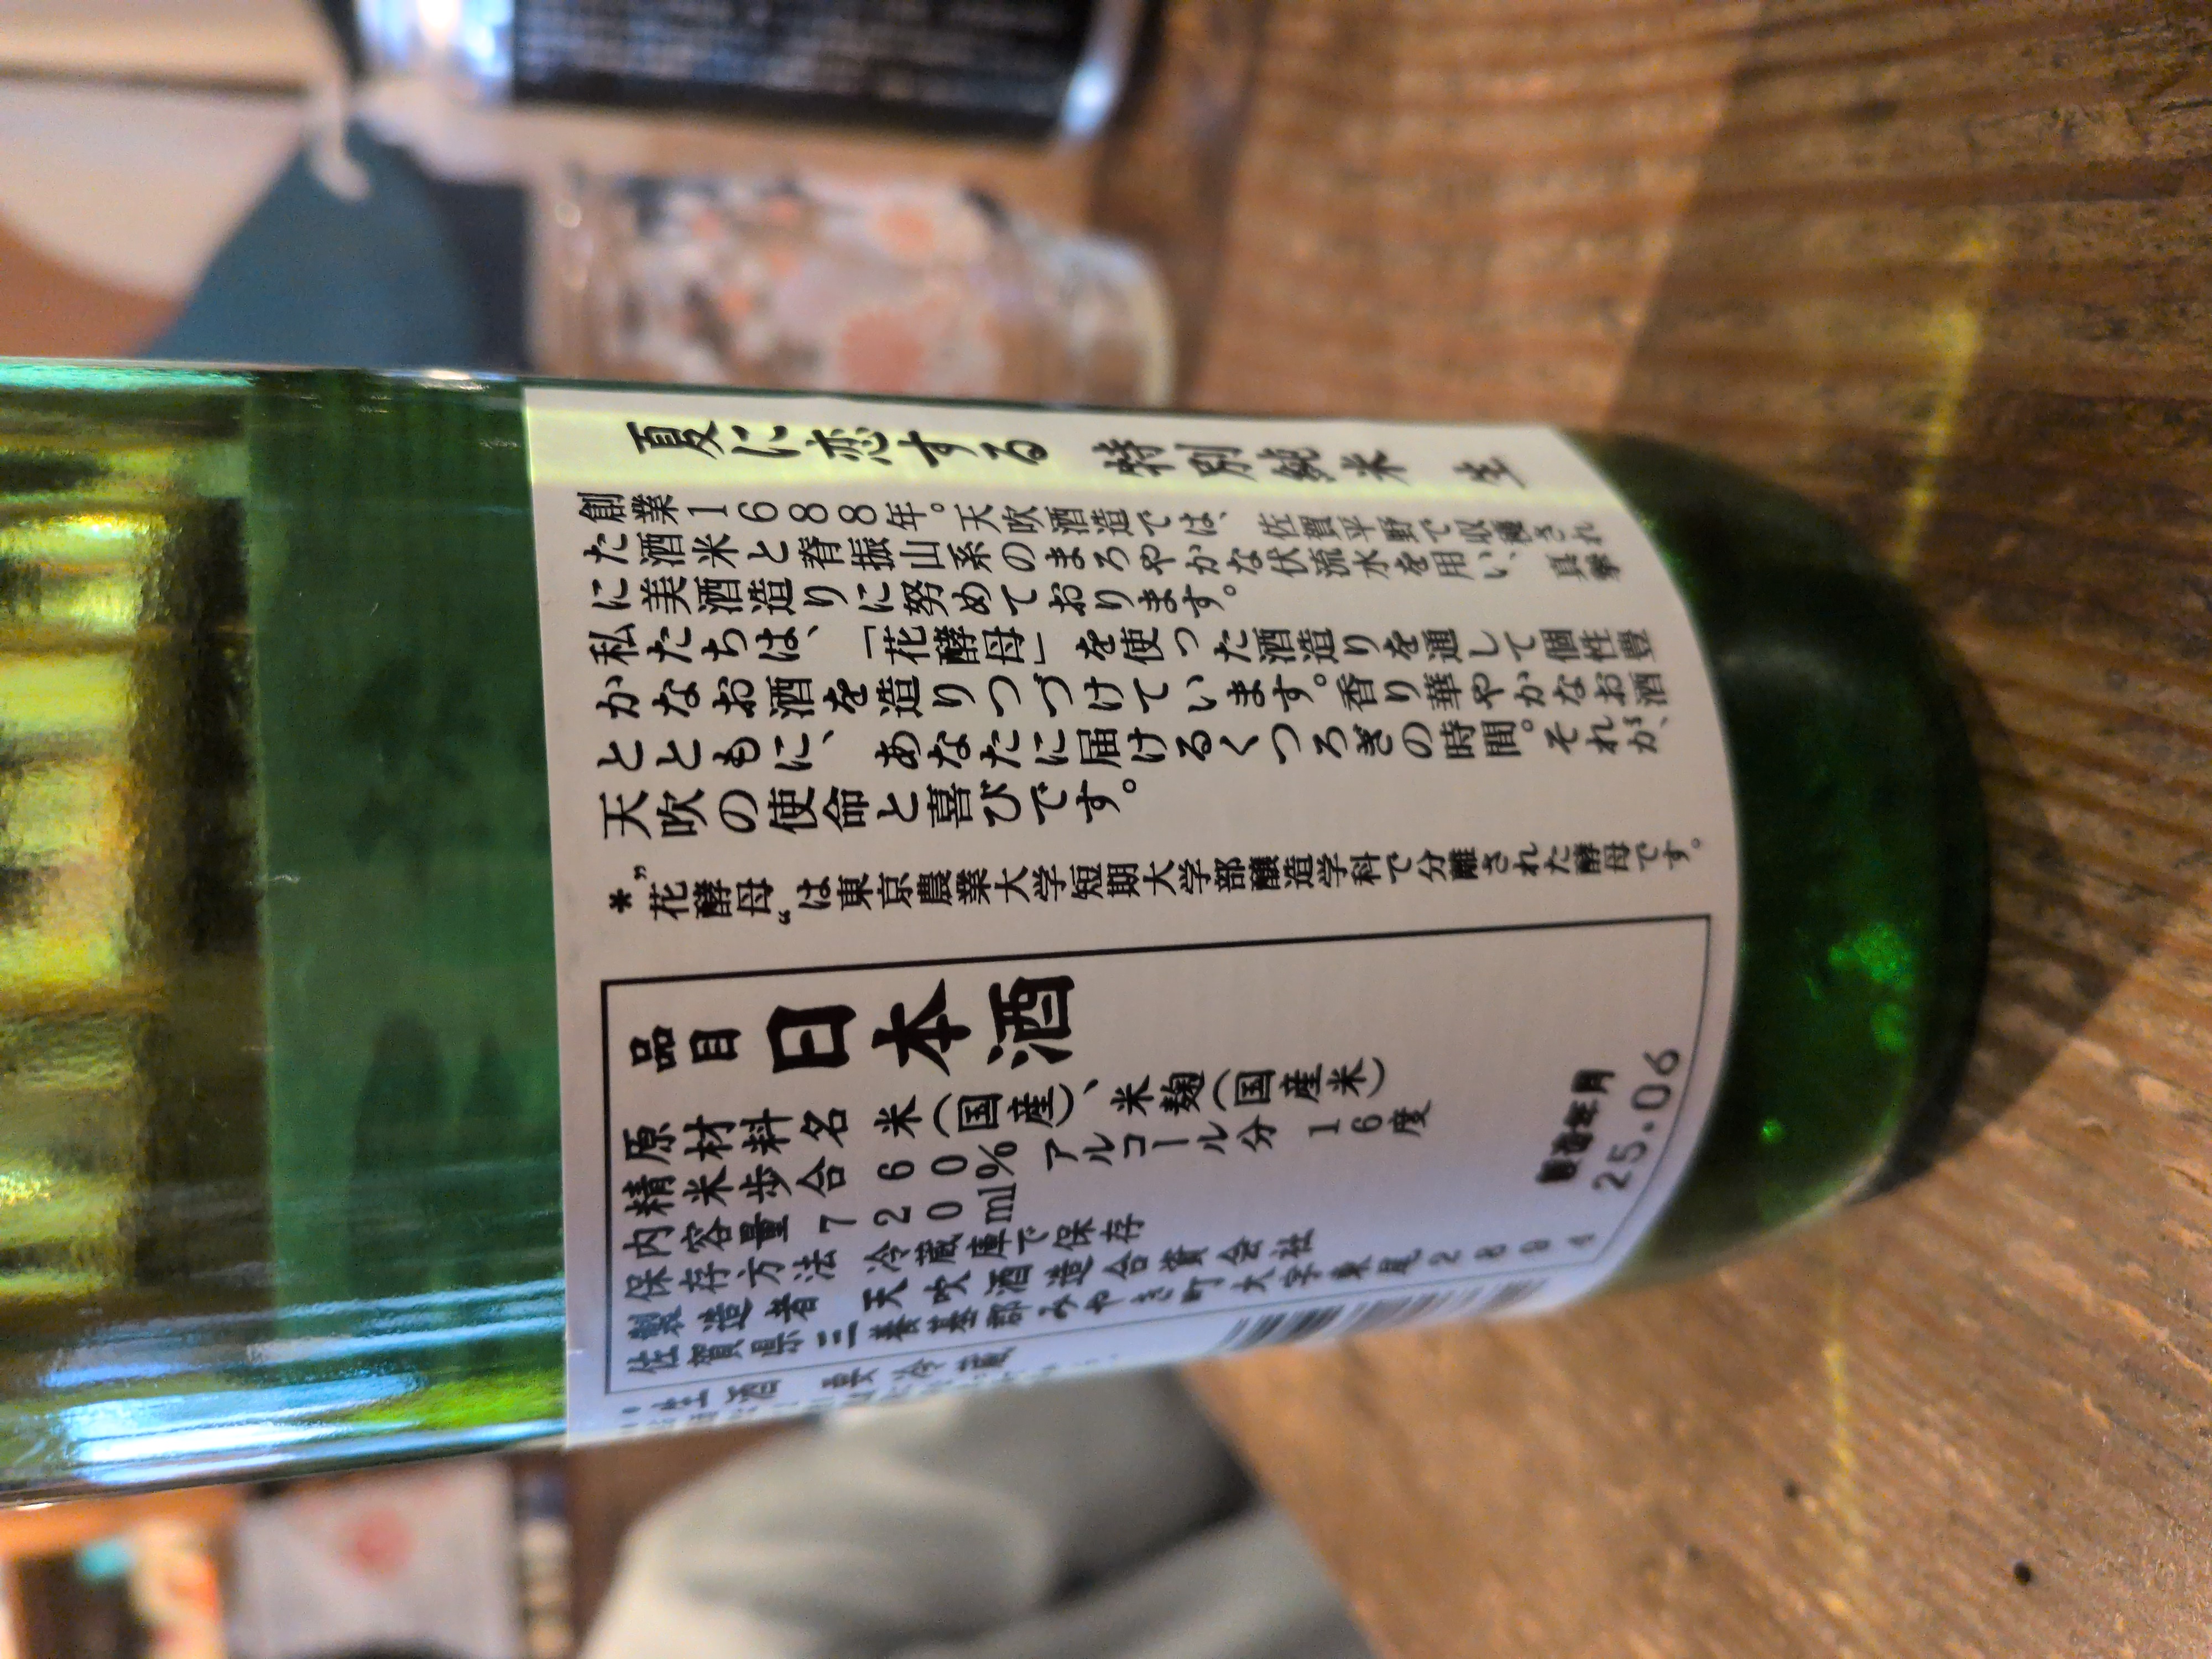 夏に恋する 特別純米 生
創業1688年。天吹酒造では、佐賀平野で収穫され
た酒米と脊振山系のまろやかな伏流水を用い、真摯
に美酒造りに努めております。
私たちは、「花酵母」を使った酒造りを通して個性豊
かなお酒を造りつづけています。香り華やかなお酒
とともに、あなたに届けるくつろぎの時間。それが、
天吹の使命と喜びです。
*”花酵母“は東京農業大学短期大学部醸造学科で分離された酵母です。
品目 日本酒
原材料名 米(国産)、米麹(国産米)
精米歩合 60% アルコール分 16度
内容量 720ml
保存方法 冷蔵庫で保存
製造者 天吹酒造合資会社
佐賀県三養基郡みやき町大字東尾2894
製造年月
25.06
生酒 要冷蔵